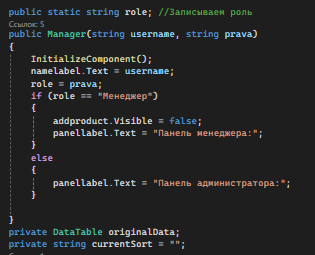 public static string role; //Записываем роль
Ссылок: 5
public Manager(string username, string prava)
{
InitializeComponent();
namelabel.Text = username;
role = prava;
if (role == "Менеджер")
{
addproduct.Visible = false;
panellabel.Text = "Панель менеджера:";
}
else
{
panellabel.Text = "Панель администратора:";
}
}
private DataTable originalData;
private string currentSort = "";